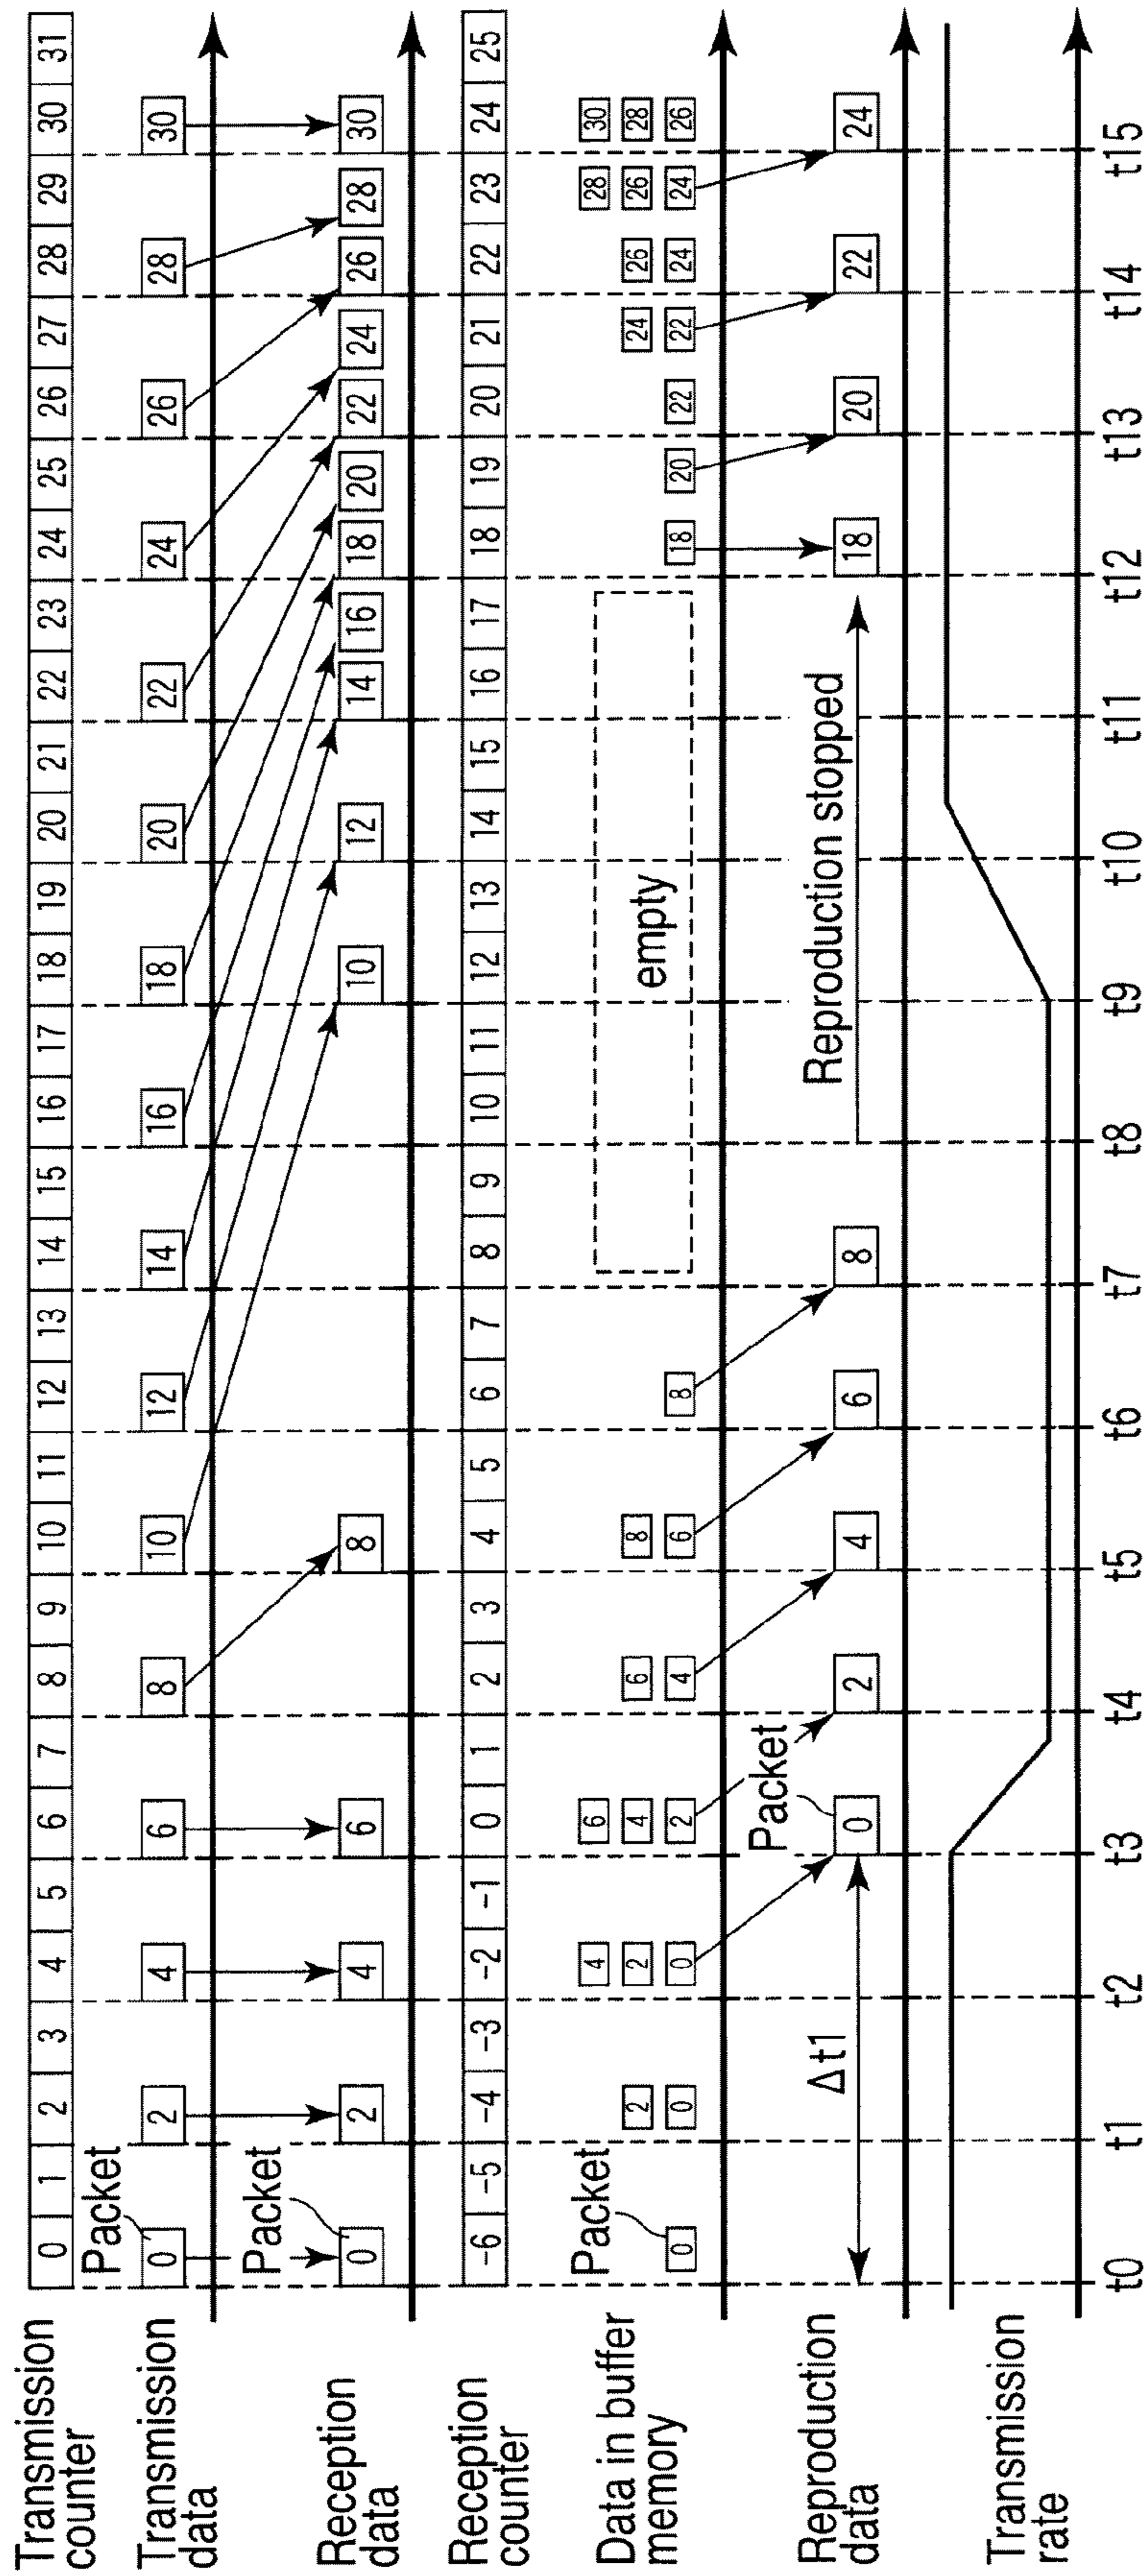 Transmission
counter
0 1 2 3 4 5 6 7 8 9 10 11 12 13 14 15 16 17 18 19 20 21 22 23 24 25 26 27 28 29 30 31
Packet
Transmission
data
0 2 4 6 8 10 12 14 16 18 20 22 24 26 28 30
Packet
Reception
data
0 2 4 6 8 10 12 14 16 18 20 22 24 26 28 30
Reception
counter
-6 -5 -4 -3 -2 -1 0 1 2 3 4 5 6 7 8 9 10 11 12 13 14 15 16 17 18 19 20 21 22 23 24 25
Packet
Data in buffer
memory
4 6 28 30
2 2 4 6 8 24 26 26 28
0 0 0 2 4 6 8 18 20 22 22 24 24 26
empty
Packet
Reproduction
data
Δt1
Reproduction stopped
0 2 4 6 8 18 20 22 24
Transmission
rate
t0 t1 t2 t3 t4 t5 t6 t7 t8 t9 t10 t11 t12 t13 t14 t15